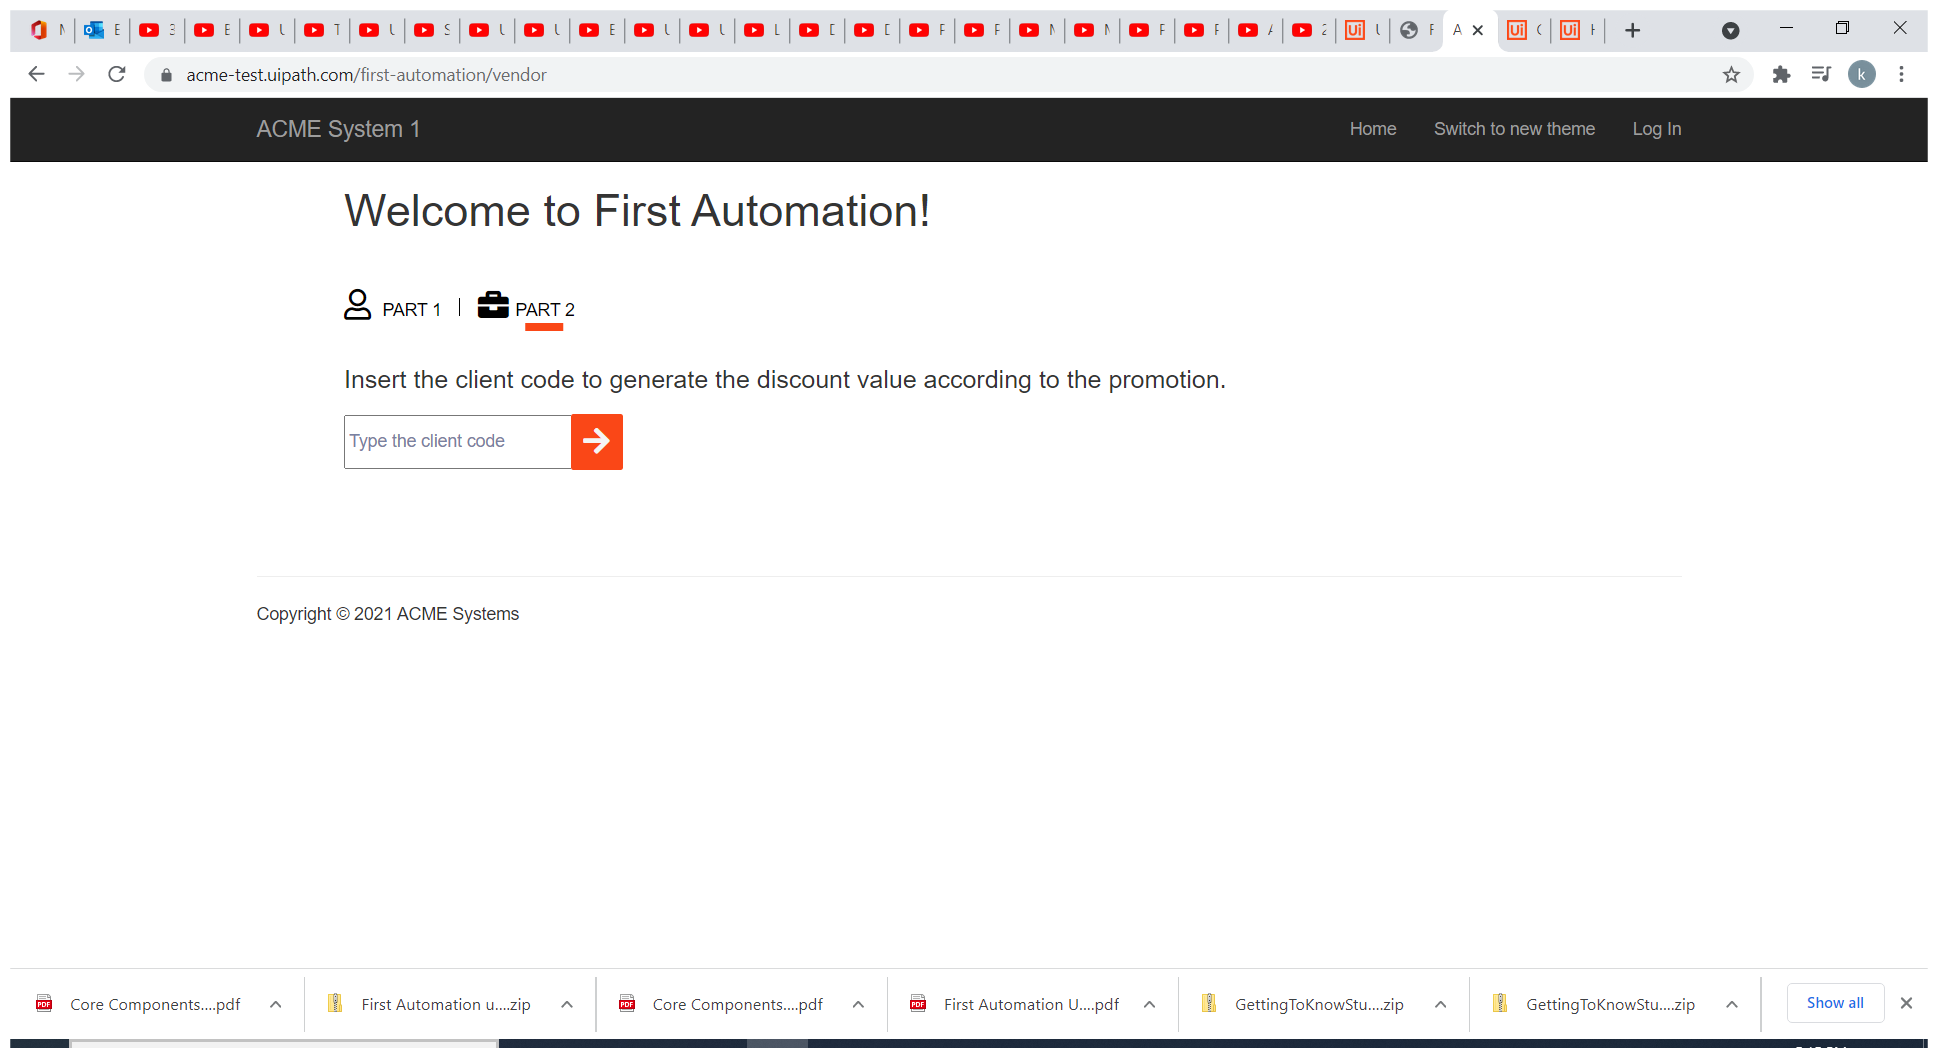 acme-test.uipath.com/first-automation/vendor
k
ACME System 1
Home
Switch to new theme
Log In
Welcome to First Automation!
PART 1
PART 2
Insert the client code to generate the discount value according to the promotion.
Type the client code
Copyright © 2021 ACME Systems
Core Components....pdf
First Automation u....zip
Core Components....pdf
First Automation U....pdf
GettingToKnowStu....zip
GettingToKnowStu....zip
Show all